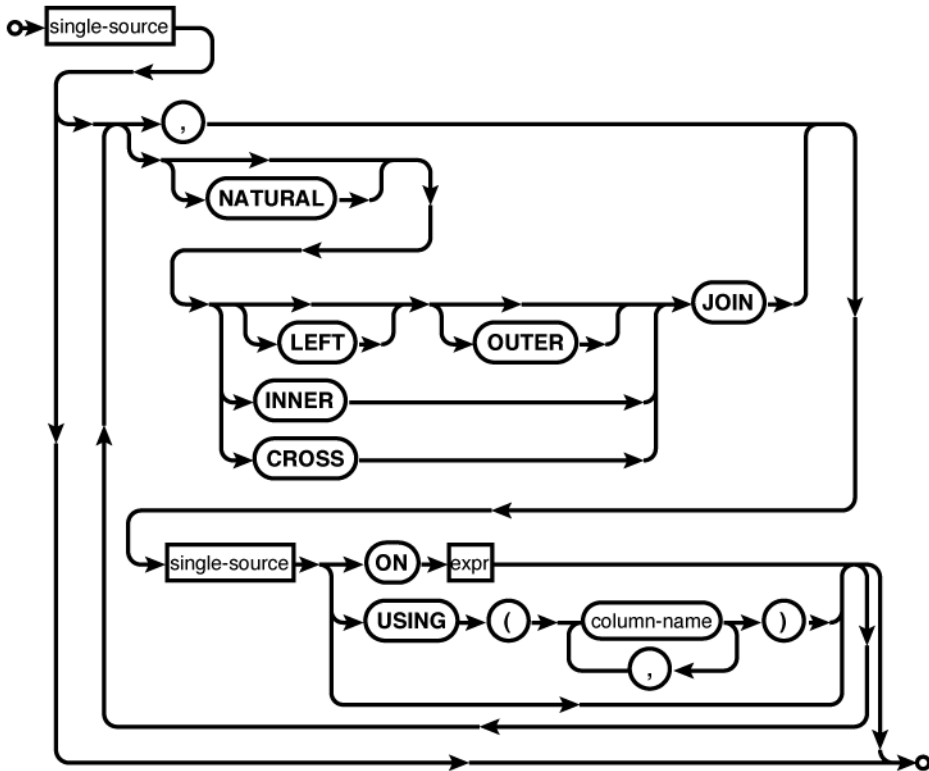 single-source
,
NATURAL
JOIN
LEFT OUTER
INNER
CROSS
single-source ON expr
USING ( column-name )
,